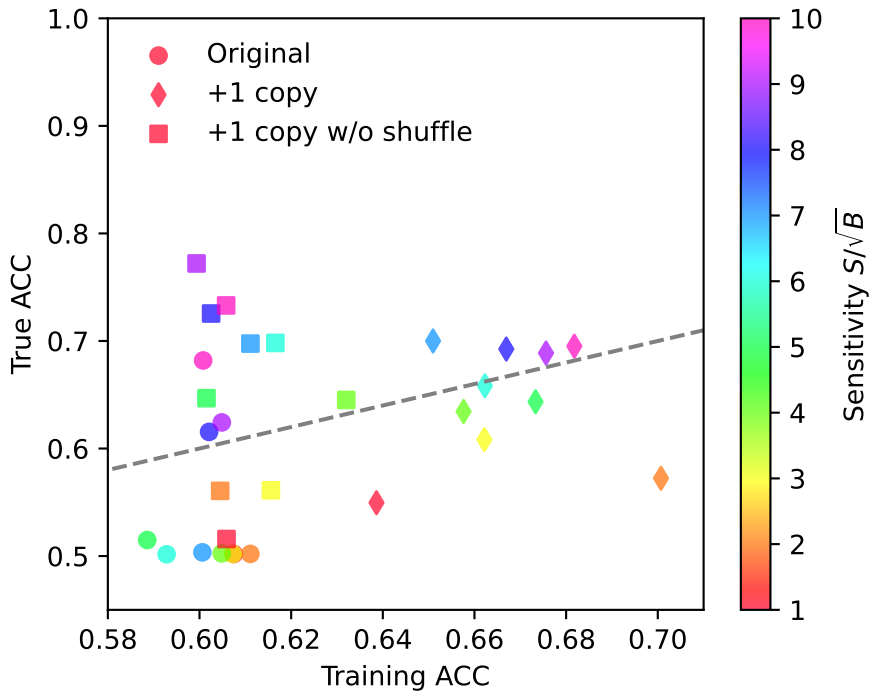 Original
+1 copy
+1 copy w/o shuffle
True ACC
1.0
0.9
0.8
0.7
0.6
0.5
0.58 0.60 0.62 0.64 0.66 0.68 0.70
Training ACC
10
9
8
7
6
5
4
3
2
1
Sensitivity S/√B